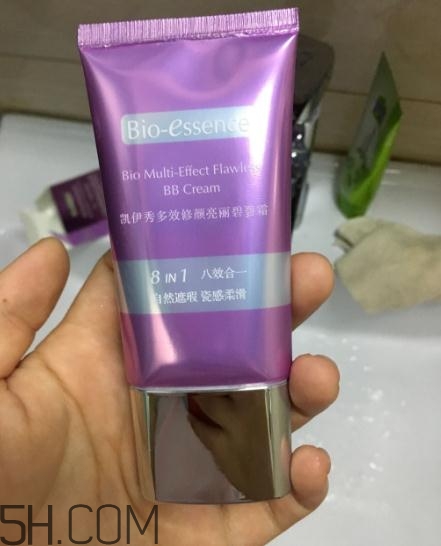 Bio-essence
Bio Multi-Effect Flawless
BB Cream
凯伊秀多效修颜亮丽碧碧霜
8 IN 1 八效合一
自然遮瑕 瓷感柔滑
5H.COM